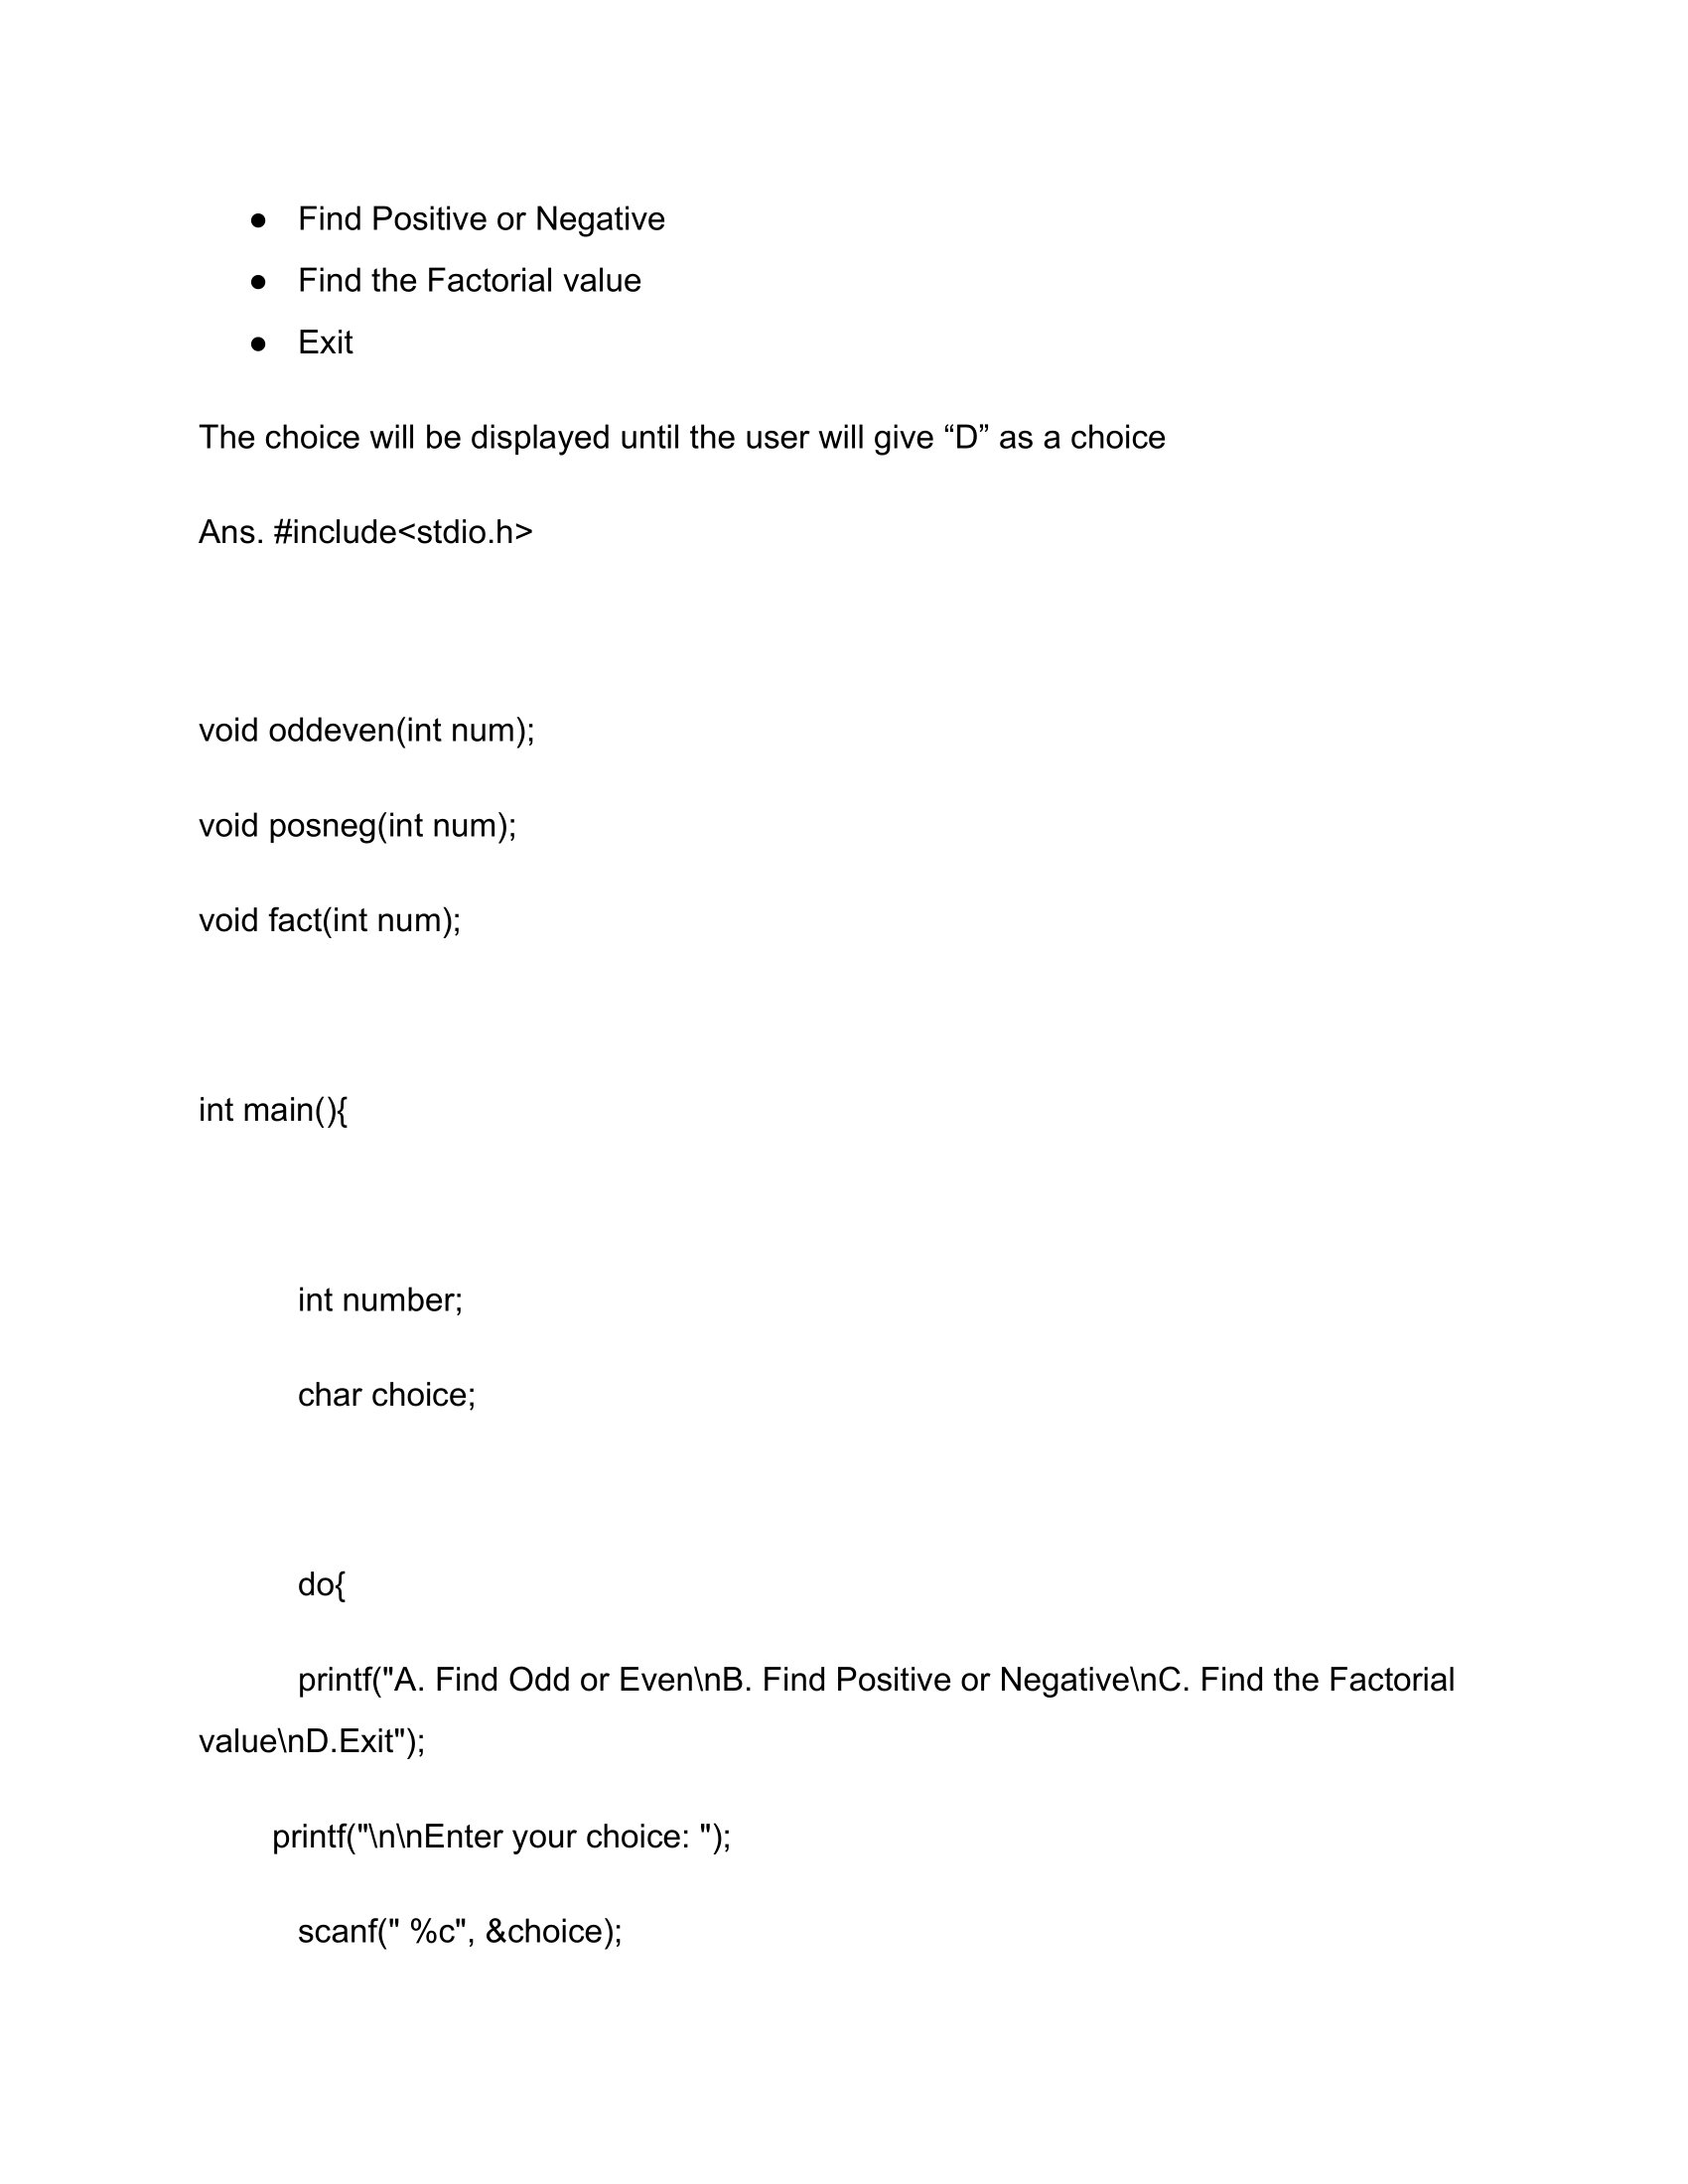 ● Find Positive or Negative
● Find the Factorial value
● Exit
The choice will be displayed until the user will give “D” as a choice
Ans. #include<stdio.h>
void oddeven(int num);
void posneg(int num);
void fact(int num);
int main(){
int number;
char choice;
do{
printf("A. Find Odd or Even\nB. Find Positive or Negative\nC. Find the Factorial
value\nD.Exit");
printf("\n\nEnter your choice: ");
scanf(" %c", &choice);